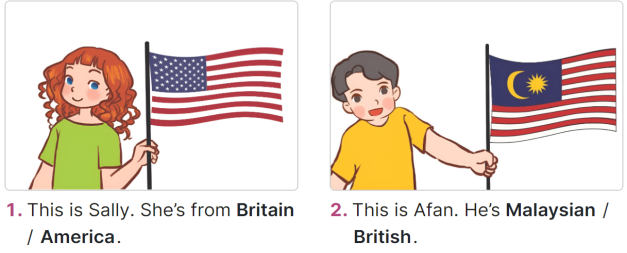 1. This is Sally. She's from Britain
/ America.
2. This is Afan. He's Malaysian /
British.